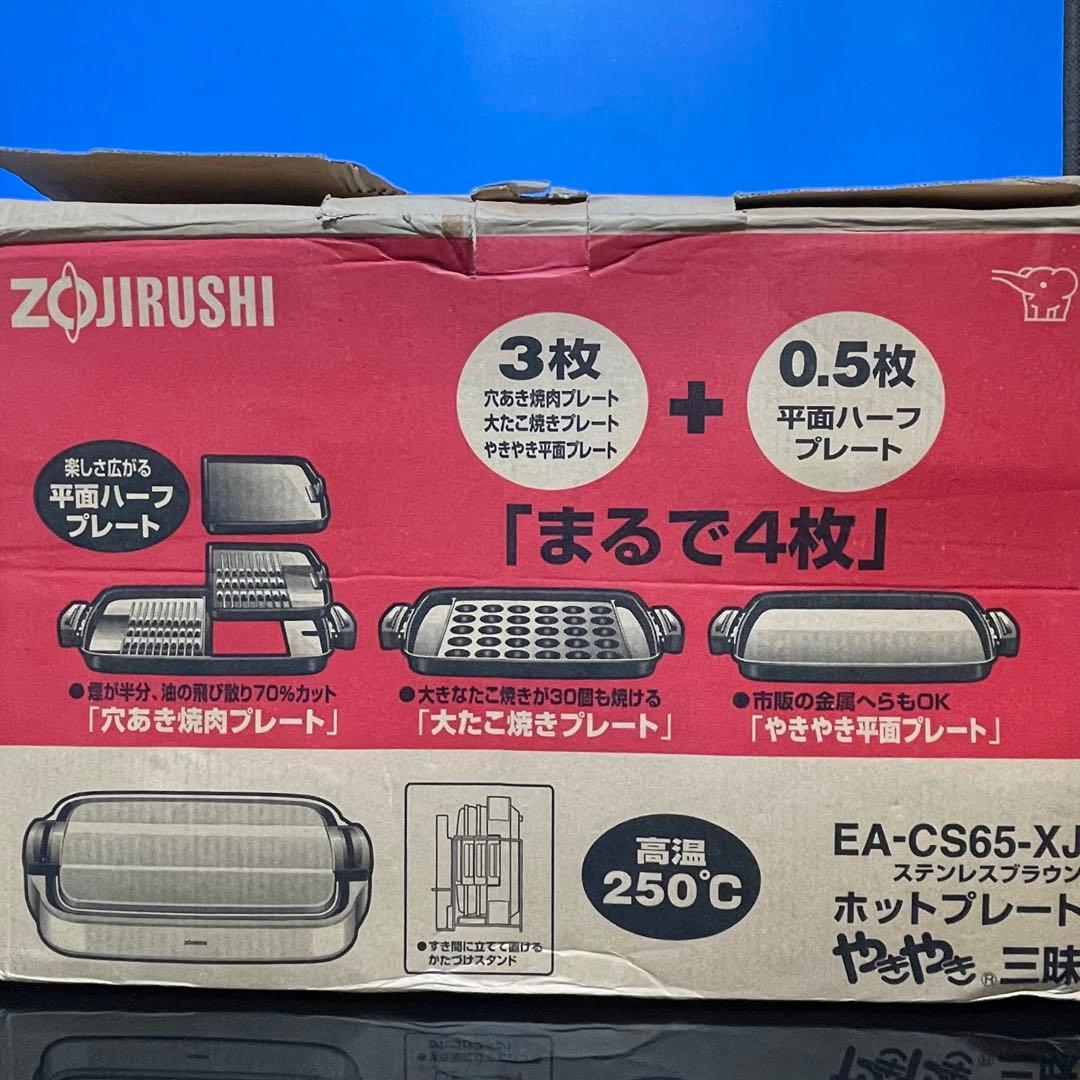 ZOJIRUSHI
3枚
穴あき焼肉プレート
大たこ焼きプレート
やきやき平面プレート
+
0.5枚
平面ハーフ
プレート
楽しさ広がる
平面ハーフ
プレート
「まるで4枚」
●煙が半分、油の飛び散り70%カット
「穴あき焼肉プレート」
●大きなたこ焼きが30個も焼ける
「大たこ焼きプレート」
●市販の金属へらもOK
「やきやき平面プレート」
ZOJIRUSHI
●すき間に立てて置ける
かたづけスタンド
高温
250℃
EA-CS65-XJ
ステンレスブラウン
ホットプレート
やきやき®三昧